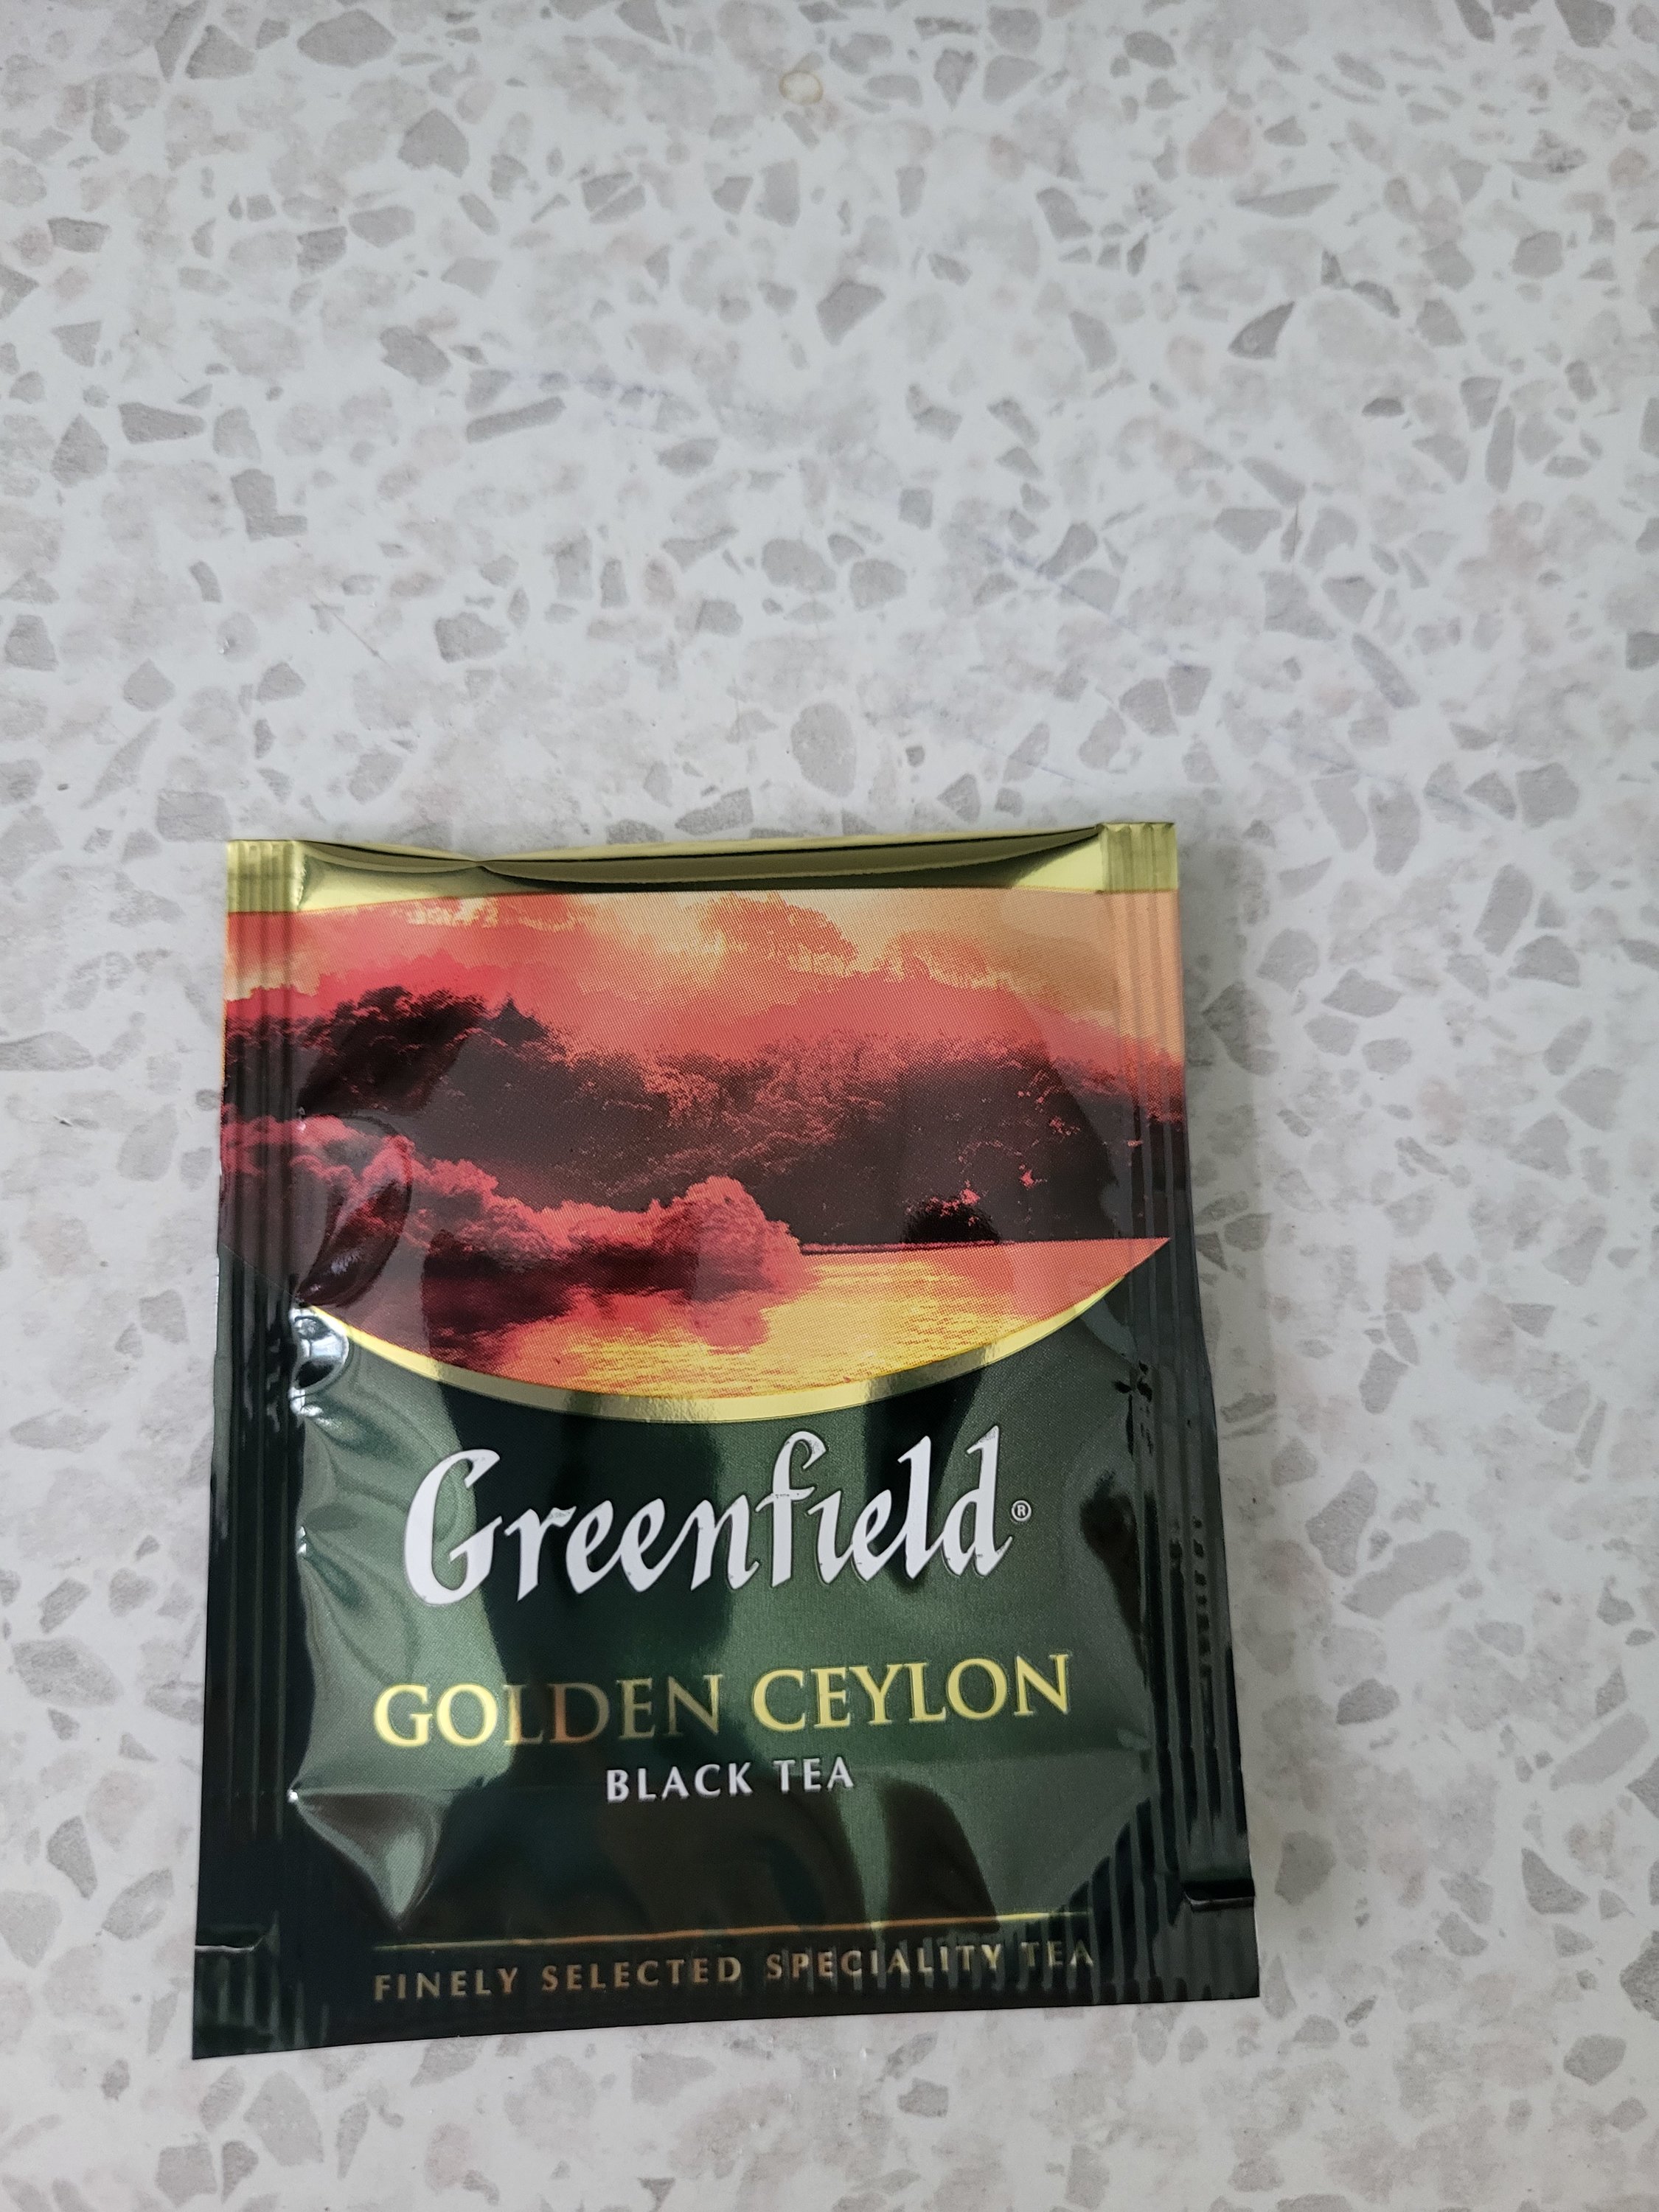 Greenfield®
GOLDEN CEYLON
BLACK TEA
FINELY SELECTED SPECIALITY TEA